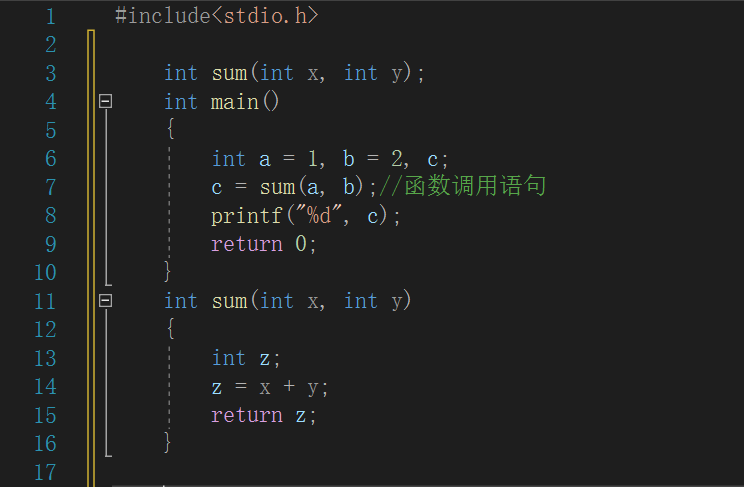 1 #include<stdio.h>
2
3 int sum(int x, int y);
4 int main()
5 {
6 int a = 1, b = 2, c;
7 c = sum(a, b);//函数调用语句
8 printf("%d", c);
9 return 0;
10 }
11 int sum(int x, int y)
12 {
13 int z;
14 z = x + y;
15 return z;
16 }
17